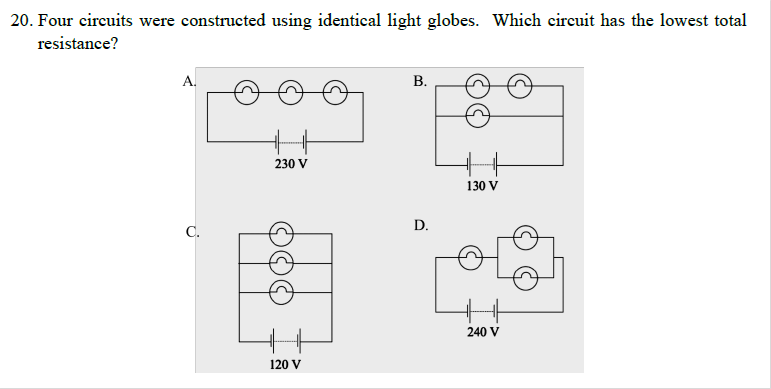 20. Four circuits were constructed using identical light globes. Which circuit has the lowest total
resistance?
A.
B.
230 V
130 V
C.
D.
240 V
120 V